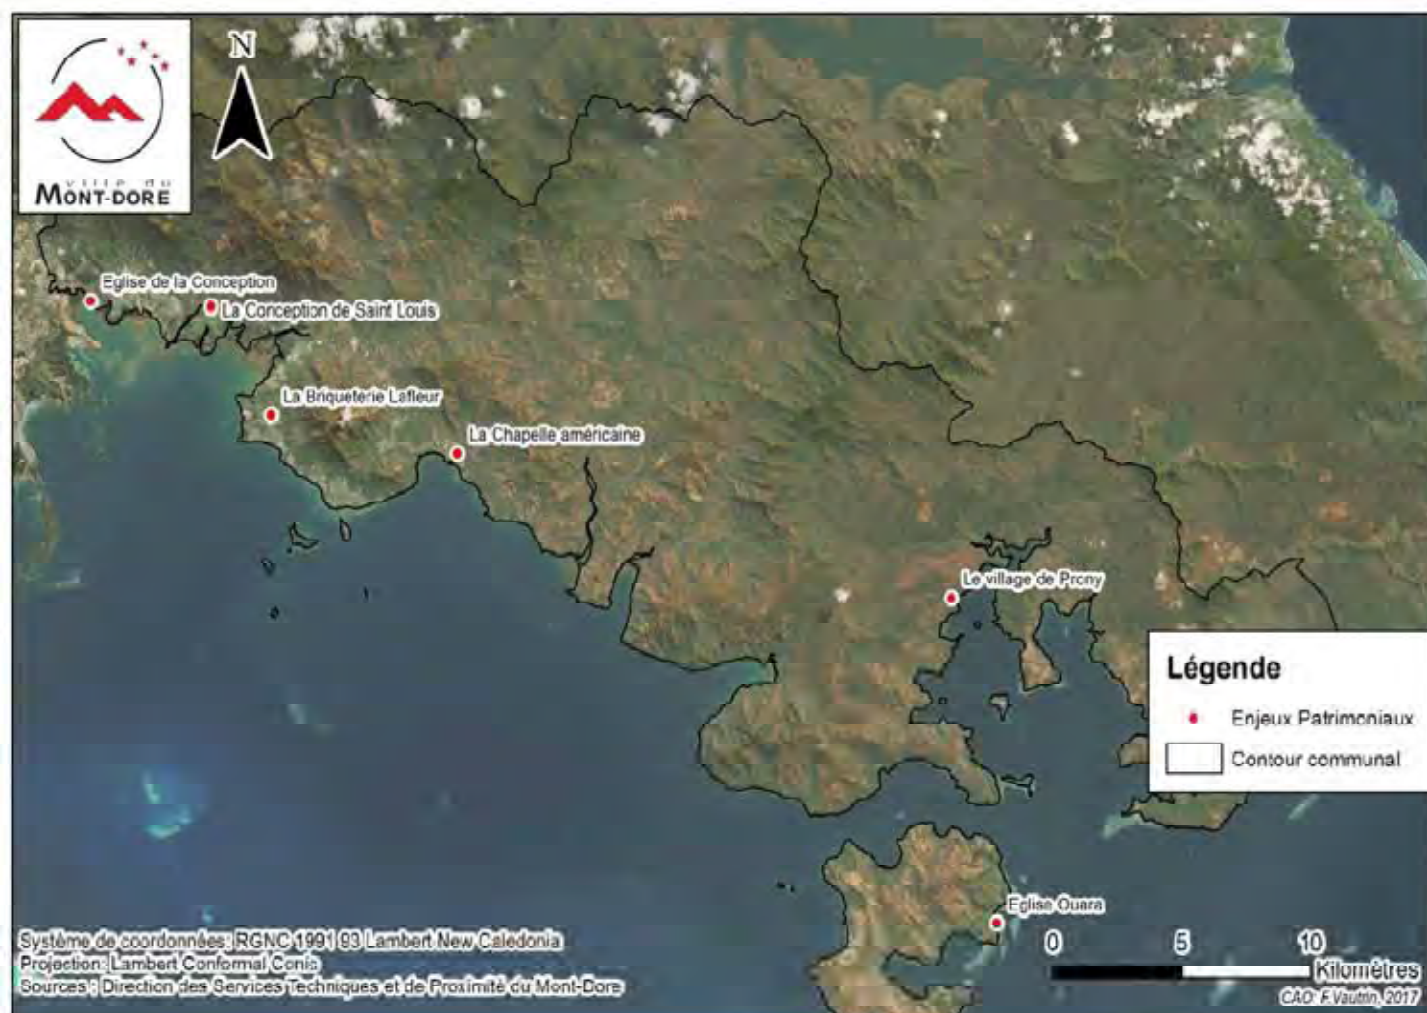 N
VILLE DU
MONT-DORE
Eglise de la Conception
La Conception de Saint Louis
La Briqueterie Lafleur
La Chapelle américaine
Le village de Prony
Légende
Enjeux Patrimoniaux
Contour communal
Eglise Ouara
Système de coordonnées: RGNC 1991 93 Lambert New Caledonia
Projection: Lambert Conformal Conic
Sources : Direction des Services Techniques et de Proximité du Mont-Dore
0 5 10
Kilomètres
CAO: F.Vautrin, 2017